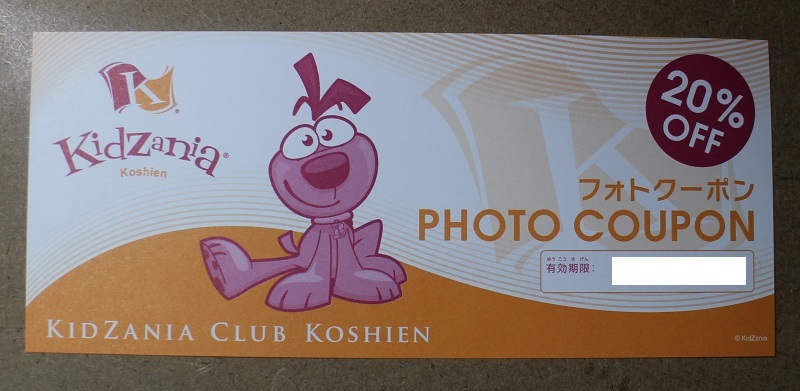 K
KidZania®
Koshien
20%
OFF
フォトクーポン
PHOTO COUPON
ゆうこうきげん
有効期限:
KIDZANIA CLUB KOSHIEN
© KidZania